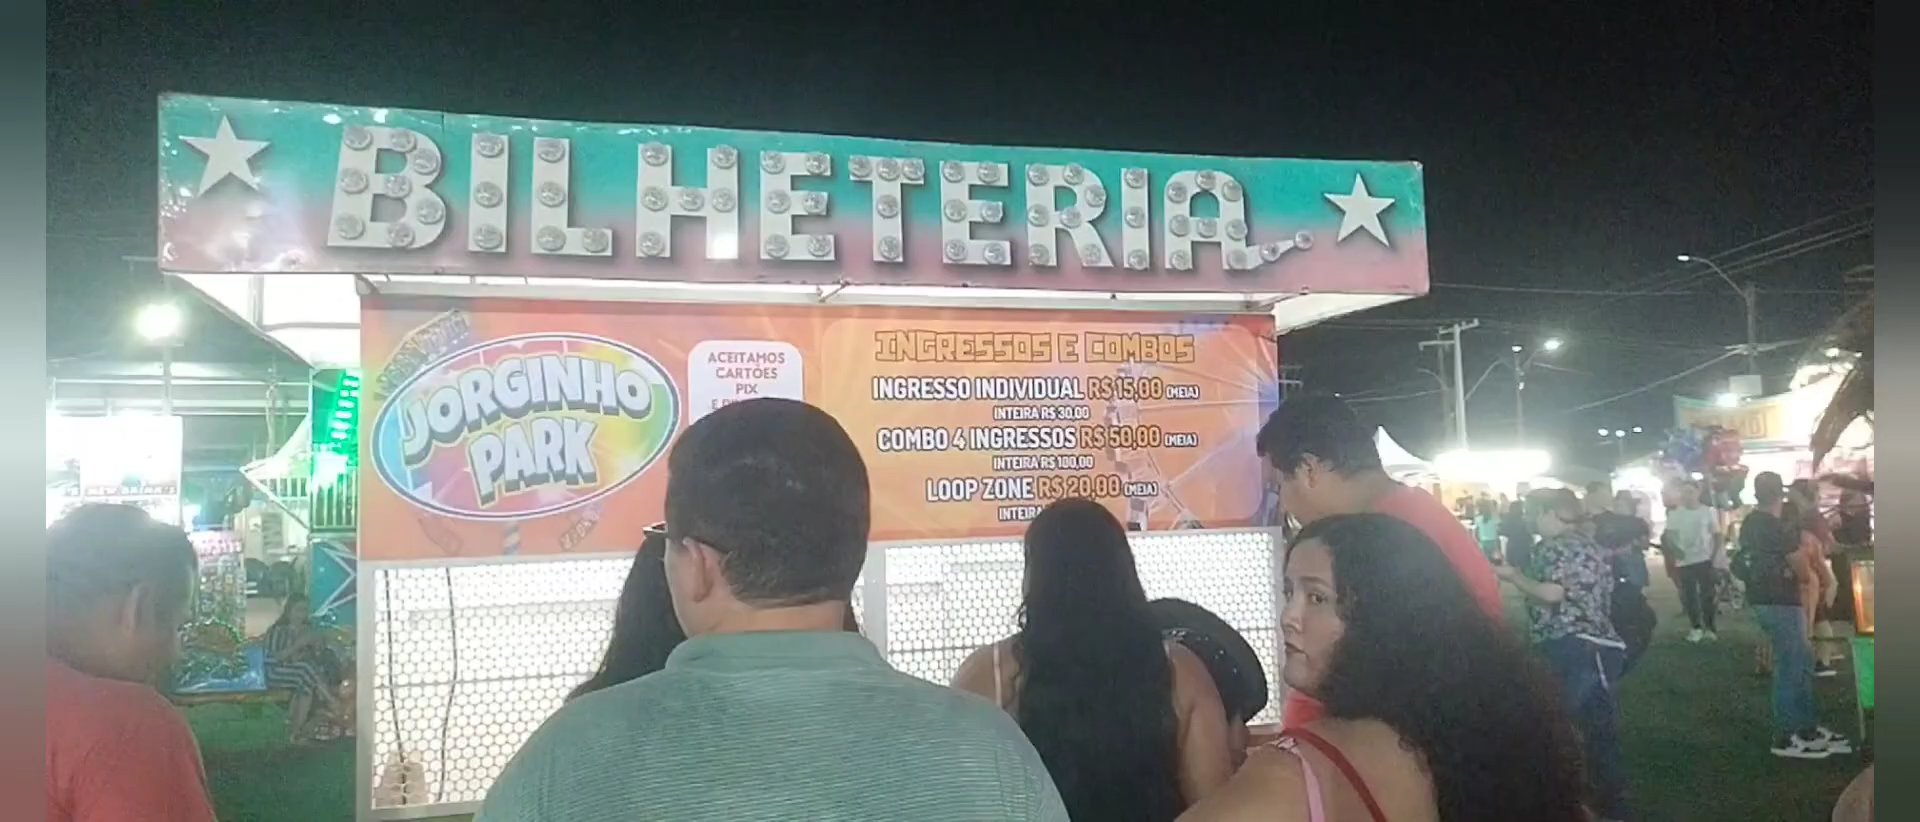 BILHETERIA
JORGINHO
PARK
ACEITAMOS
CARTÕES
PIX
INGRESSOS E COMBOS
INGRESSO INDIVIDUAL R$ 15,00 (MEIA)
INTEIRA R$ 30,00
COMBO 4 INGRESSOS R$ 50,00 (MEIA)
INTEIRA R$ 100,00
LOOP ZONE R$ 20,00 (MEIA)
INTEIRA